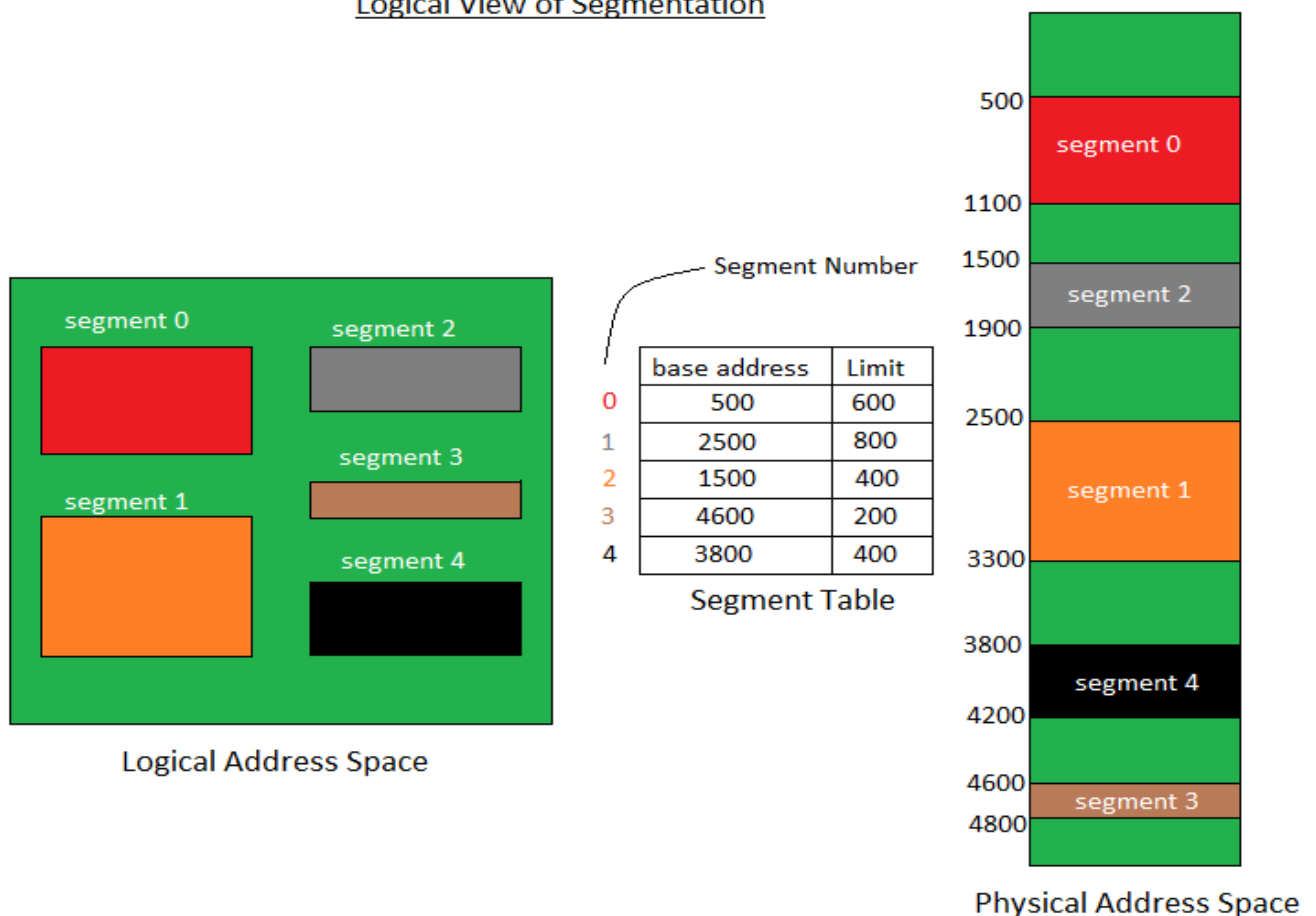 Logical View of Segmentation
segment 0
segment 2
segment 3
segment 1
segment 4
Logical Address Space
Segment Number
base address Limit
0 500 600
1 2500 800
2 1500 400
3 4600 200
4 3800 400
Segment Table
500
segment 0
1100
1500
segment 2
1900
2500
segment 1
3300
3800
segment 4
4200
4600
segment 3
4800
Physical Address Space